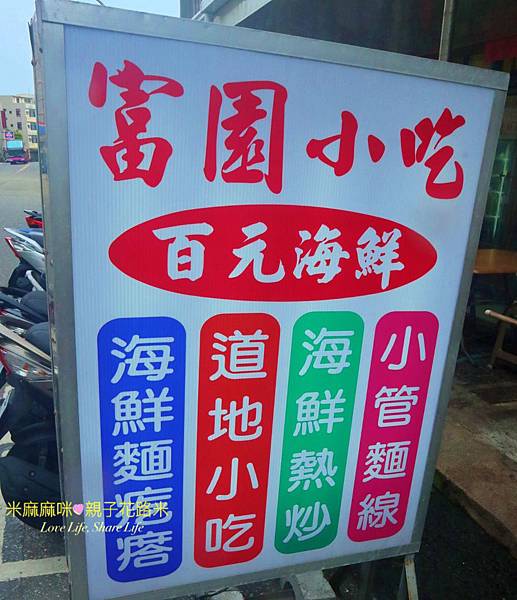 富園小吃
百元海鮮
小管麵線
海鮮熱炒
道地小吃
海鮮麵疙瘩
米麻麻咪親子花路米
Love Life, Share Life